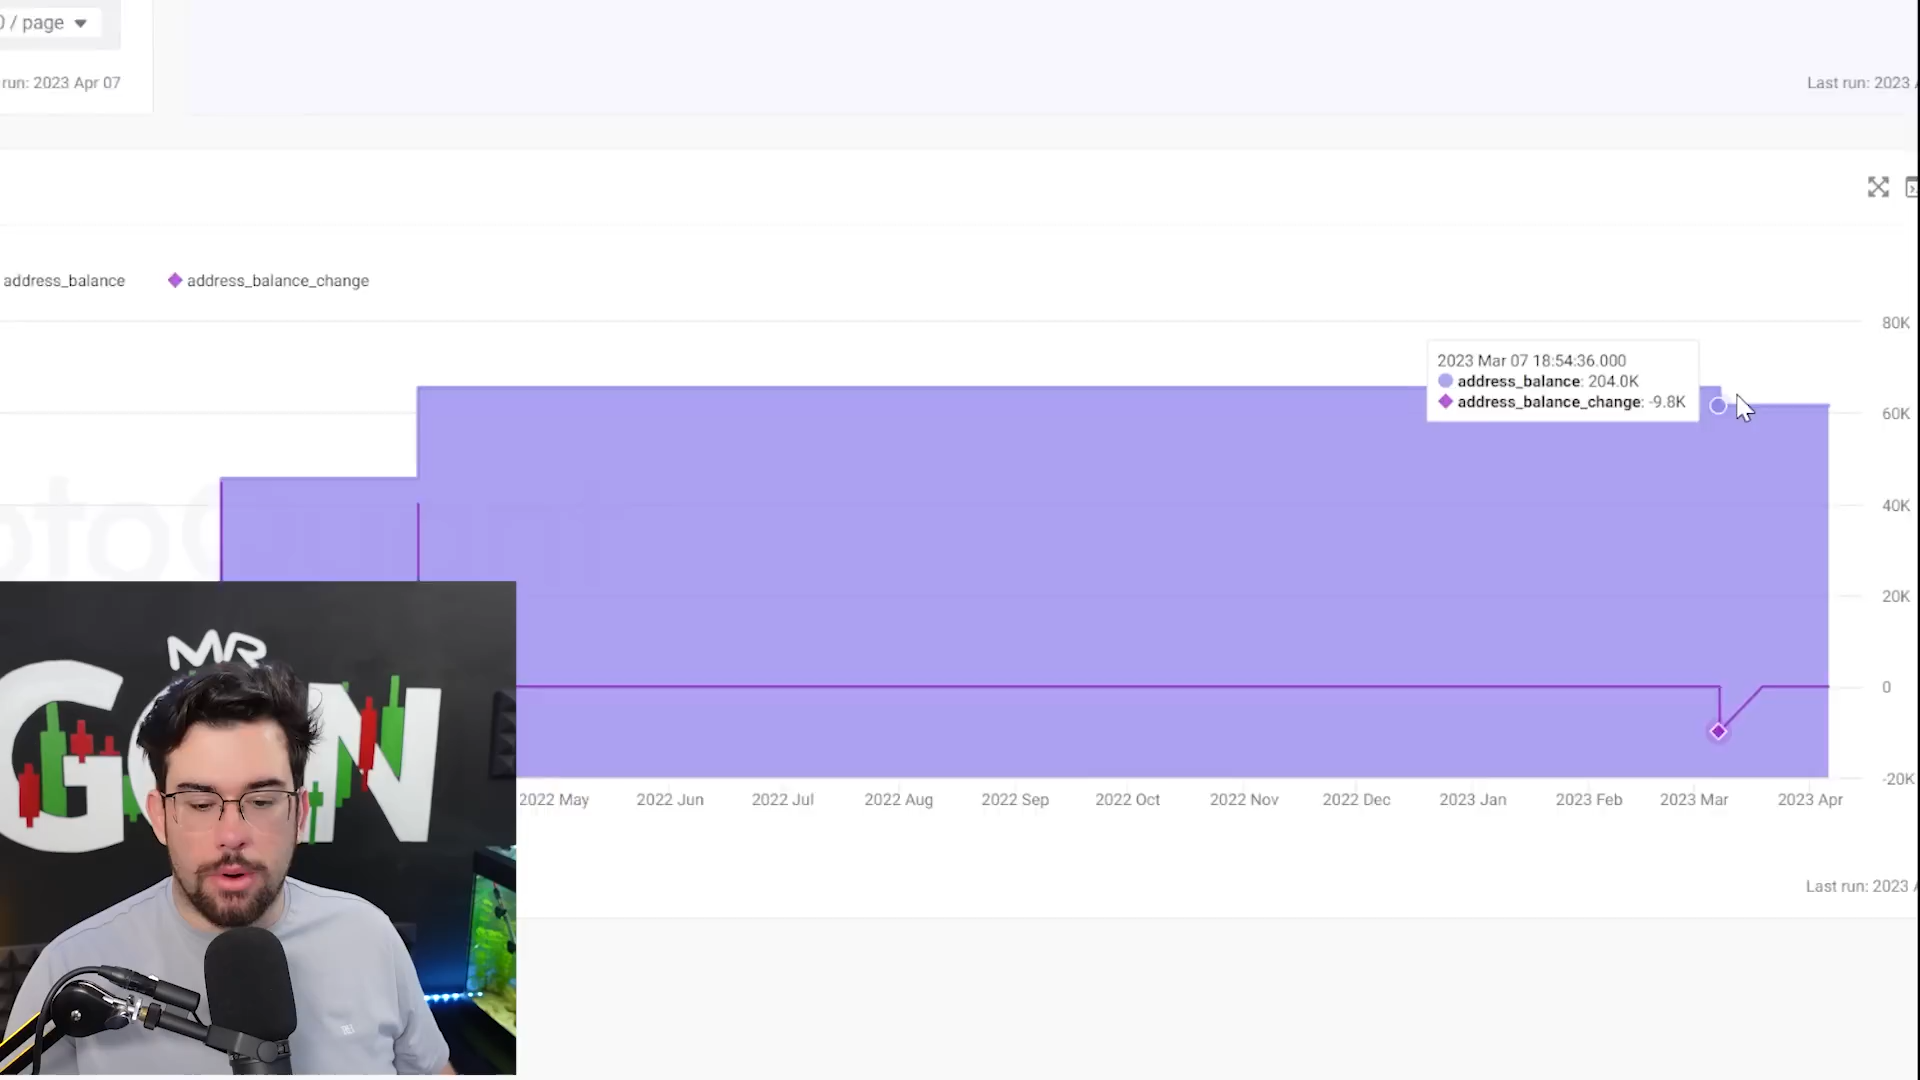 0 / page
run: 2023 Apr 07
Last run: 2023
address_balance
address_balance_change
80K
60K
40K
20K
0
-20K
2023 Mar 07 18:54:36.000
address_balance: 204.0K
address_balance_change: -9.8K
2022 May
2022 Jun
2022 Jul
2022 Aug
2022 Sep
2022 Oct
2022 Nov
2022 Dec
2023 Jan
2023 Feb
2023 Mar
2023 Apr
Last run: 2023
MR